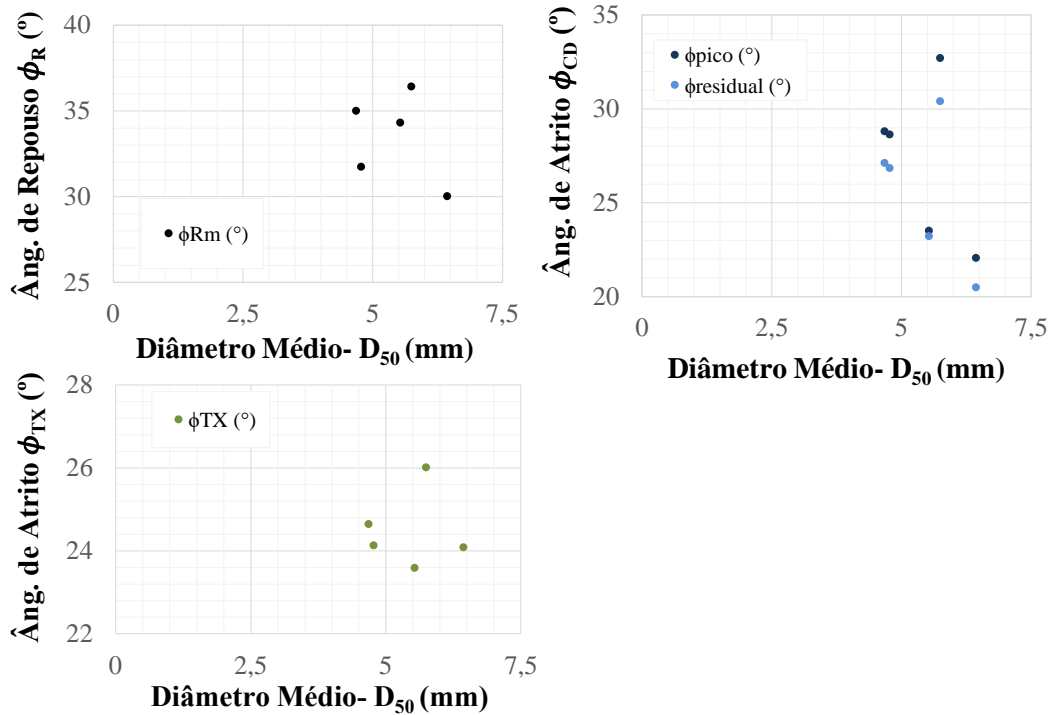 Âng. de Repouso ϕR (º)
40
35
30
25
ϕRm (°)
0
2,5
5
7,5
Diâmetro Médio- D50 (mm)
Âng. de Atrito ϕCD (º)
35
30
25
20
ϕpico (°)
ϕresidual (°)
0
2,5
5
7,5
Diâmetro Médio- D50 (mm)
Âng. de Atrito ϕTX (º)
28
26
24
22
ϕTX (°)
0
2,5
5
7,5
Diâmetro Médio- D50 (mm)